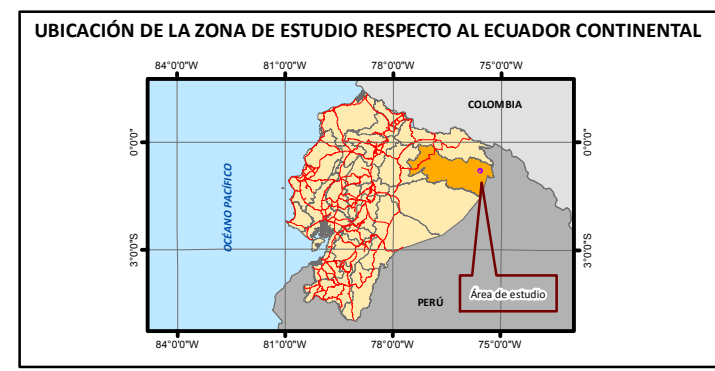 UBICACIÓN DE LA ZONA DE ESTUDIO RESPECTO AL ECUADOR CONTINENTAL
84°0'0"W 81°0'0"W 78°0'0"W 75°0'0"W
COLOMBIA
0°0'0" 0°0'0"
OCÉANO PACÍFICO
3°0'0"S 3°0'0"S
Área de estudio
PERÚ
84°0'0"W 81°0'0"W 78°0'0"W 75°0'0"W